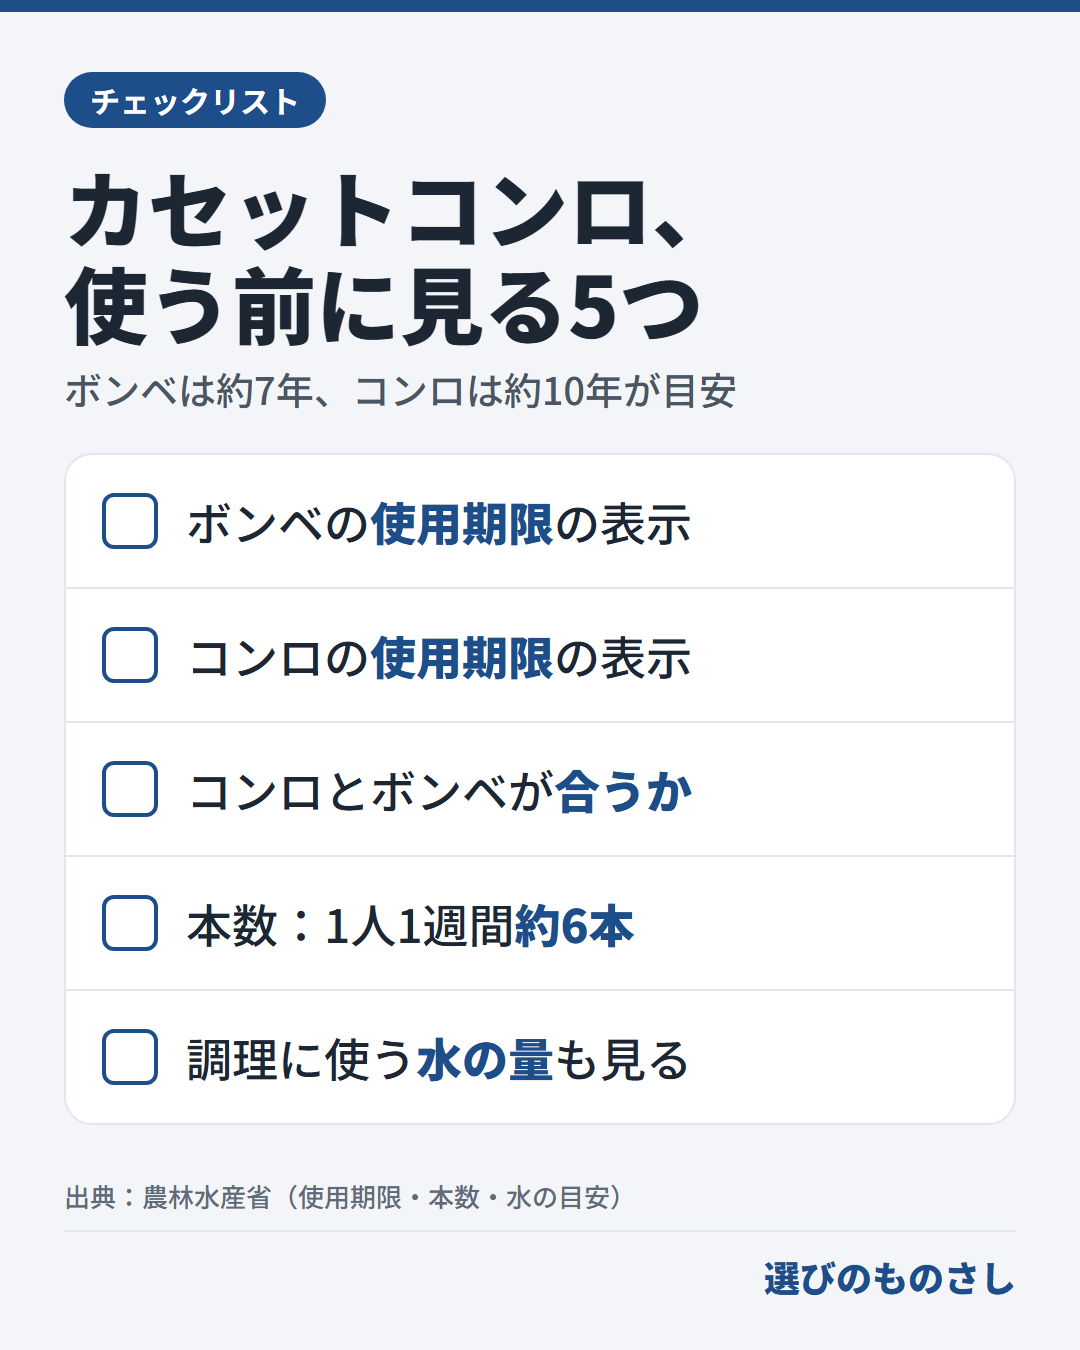 チェックリスト
カセットコンロ、
使う前に見る5つ
ボンベは約7年、コンロは約10年が目安
ボンベの使用期限の表示
コンロの使用期限の表示
コンロとボンベが合うか
本数：1人1週間約6本
調理に使う水の量も見る
出典：農林水産省（使用期限・本数・水の目安）
選びのものさし